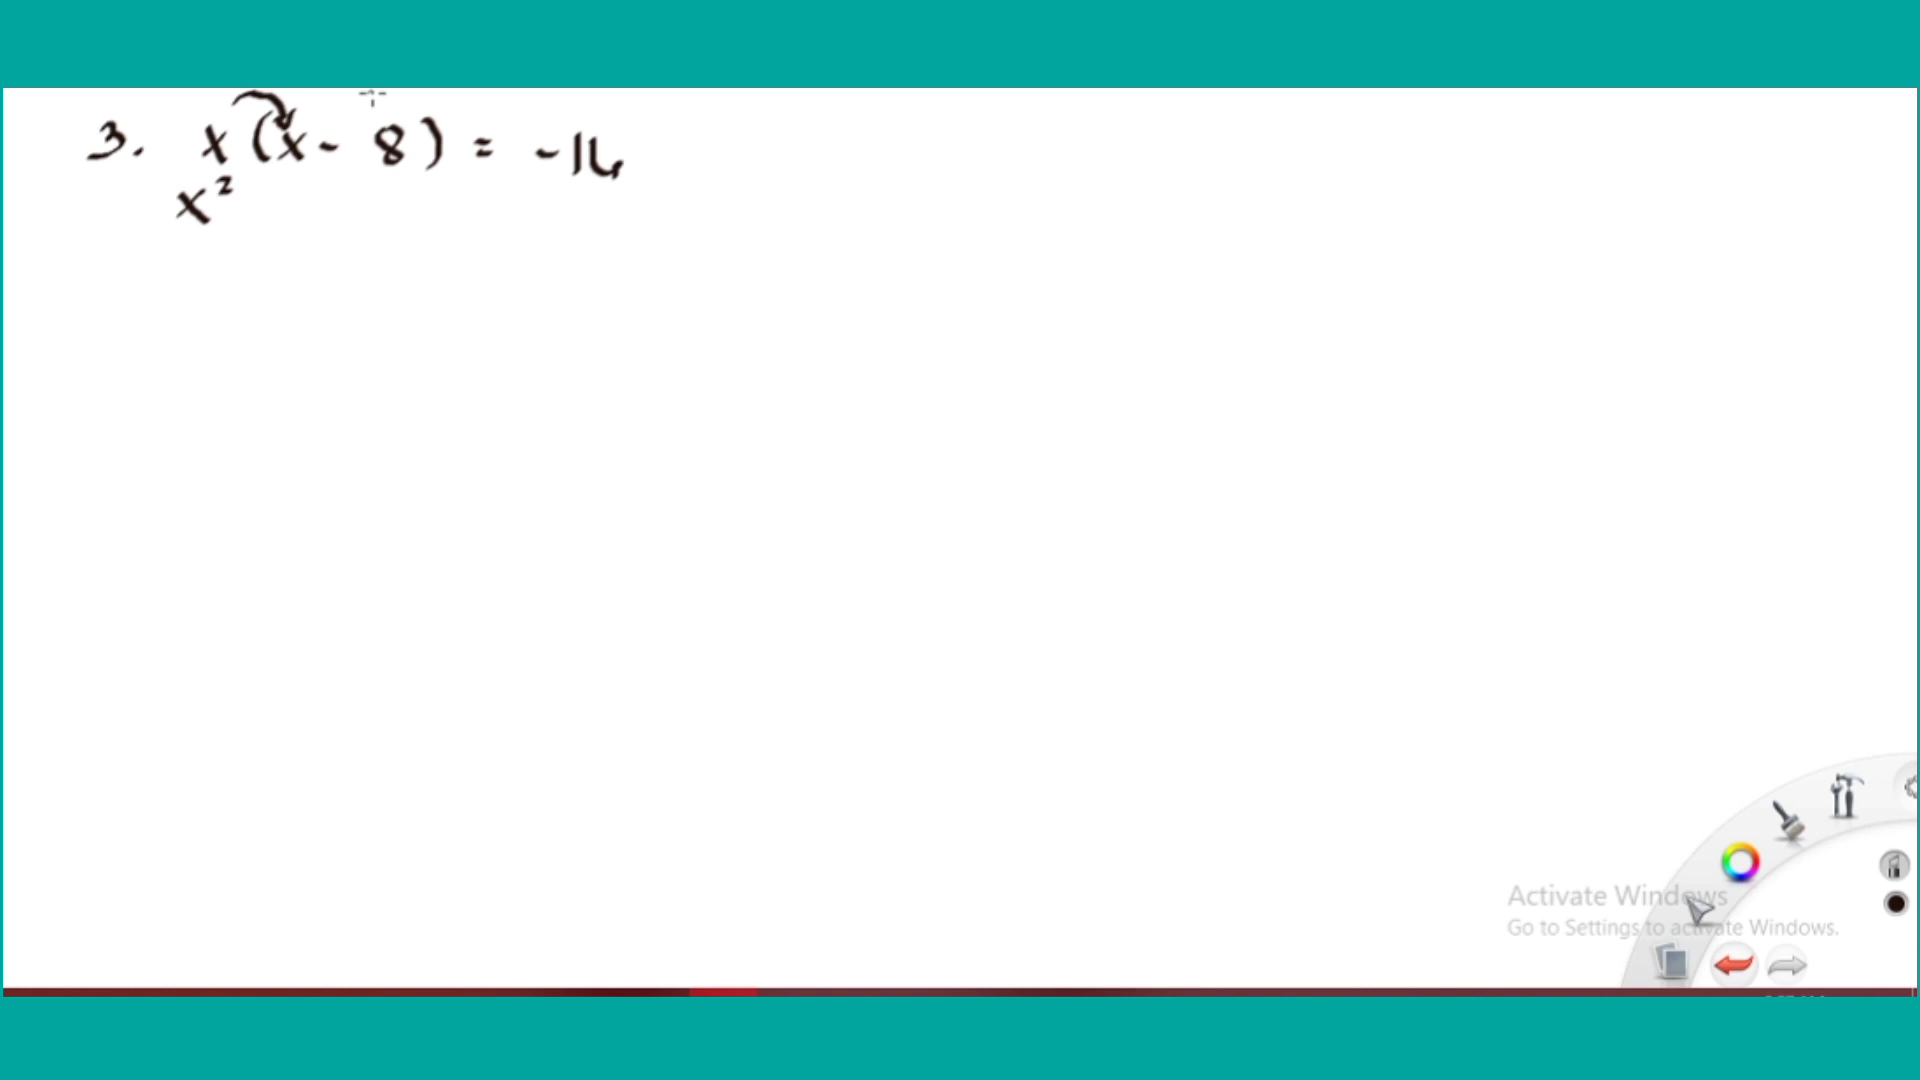 3. x(x- 8) = -16
x²
Activate Windows
Go to Settings to activate Windows.